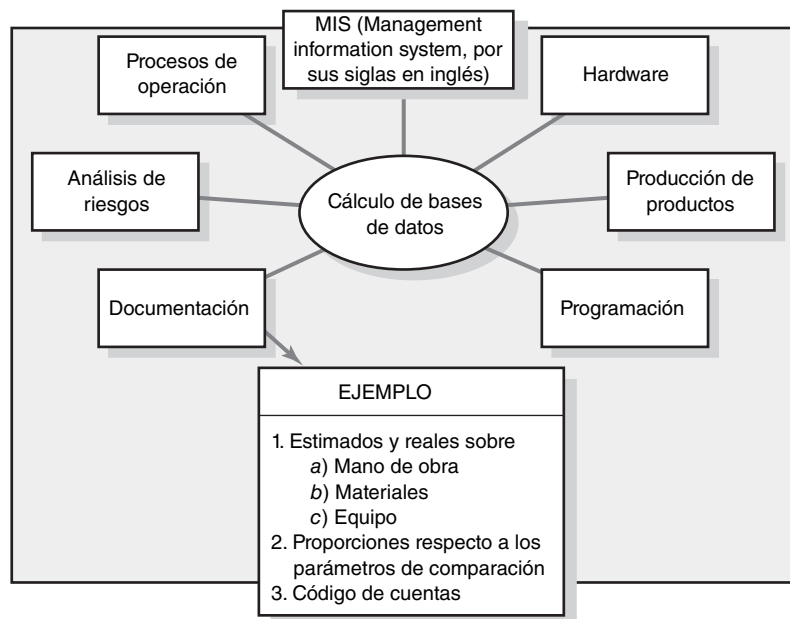 MIS (Management
information system, por
sus siglas en inglés)
Procesos de
operación
Hardware
Análisis de
riesgos
Cálculo de bases
de datos
Producción de
productos
Documentación
Programación
EJEMPLO
1. Estimados y reales sobre
a) Mano de obra
b) Materiales
c) Equipo
2. Proporciones respecto a los
parámetros de comparación
3. Código de cuentas